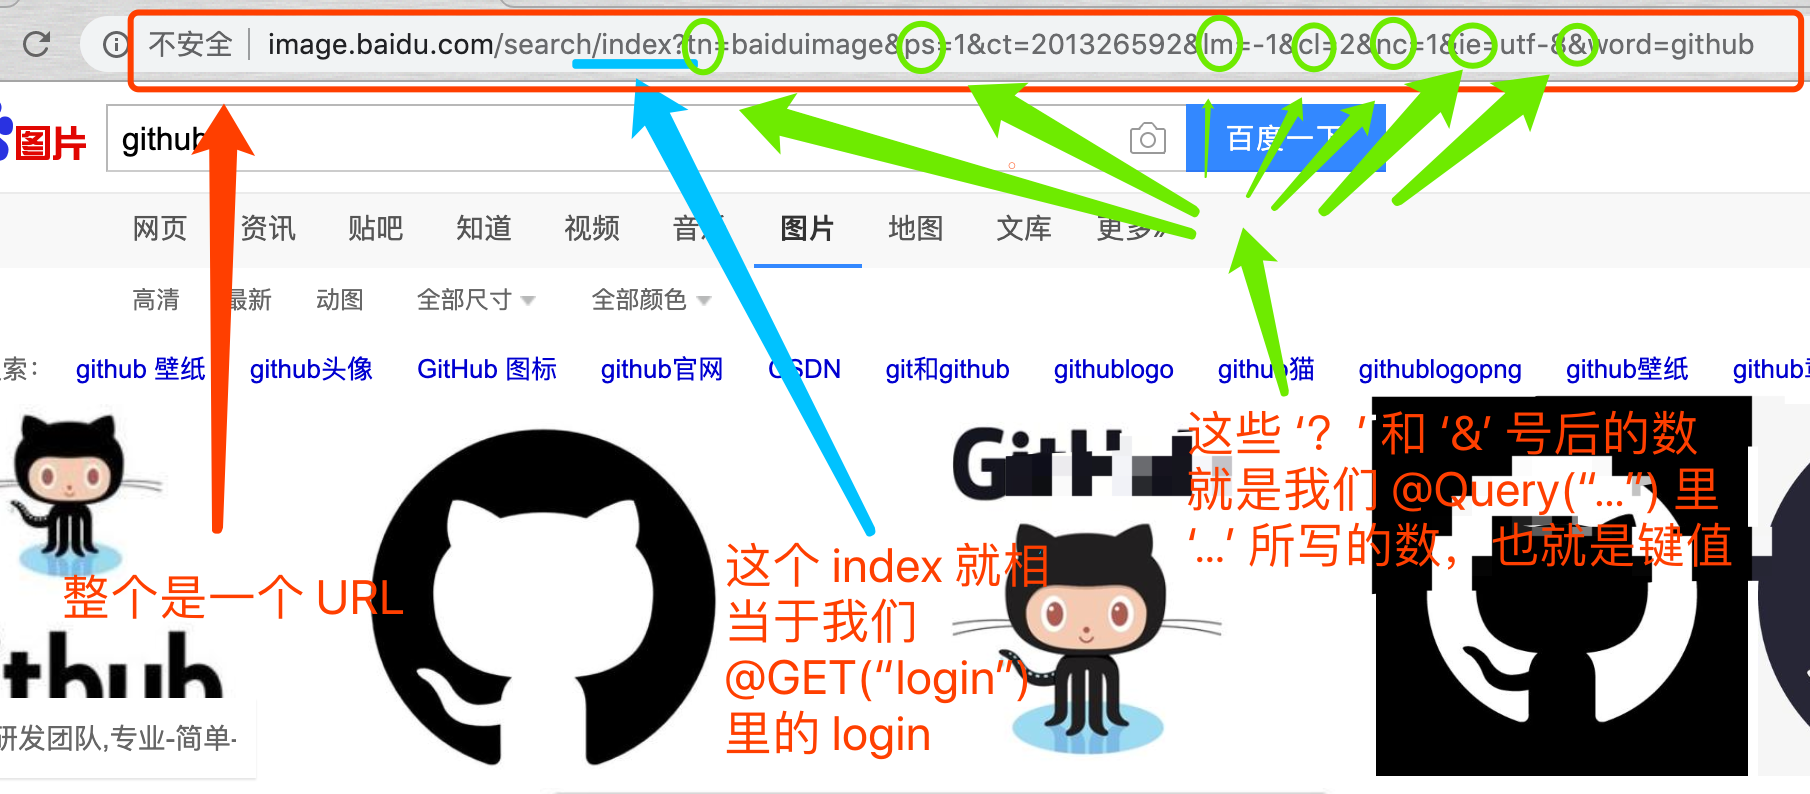 不安全 image.baidu.com/search/index?tn=baiduimage&ps=1&ct=201326592&lm=-1&cl=2&nc=1&ie=utf-8&word=github
图片 github 百度一下
网页 资讯 贴吧 知道 视频 音乐 图片 地图 文库 更多»
高清 最新 动图 全部尺寸 全部颜色
索： github 壁纸 github头像 GitHub 图标 github官网 CSDN git和github githublogo github猫 githublogopng github壁纸 github
GitHub
这些 ‘？’ 和 ‘&’ 号后的数
就是我们 @Query(“...”) 里
‘...’ 所写的数，也就是键值
这个 index 就相
当于我们
@GET(“login”)
里的 login
整个是一个 URL
ithub
研发团队,专业-简单-